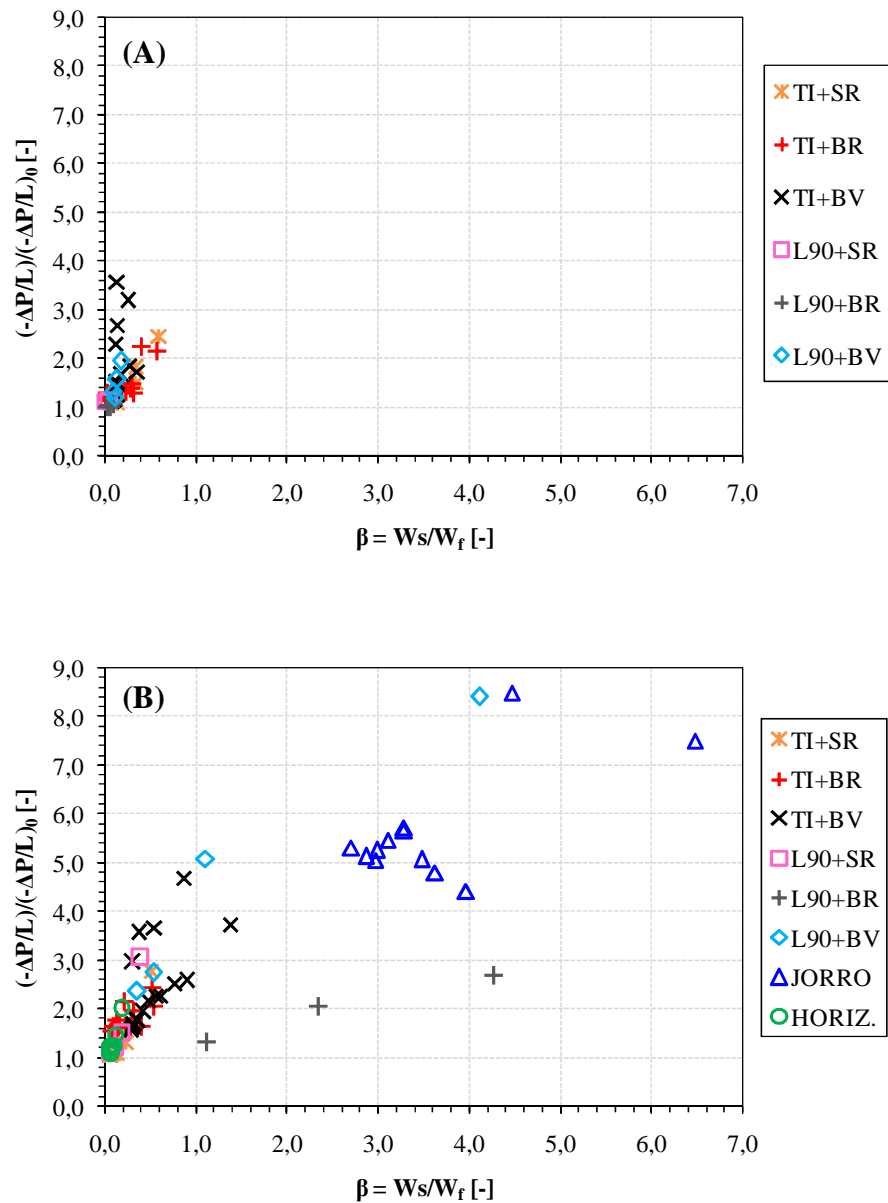 9,0
(A)
8,0
7,0
6,0
5,0
4,0
3,0
2,0
1,0
0,0
(-ΔP/L)/(-ΔP/L)₀ [-]
0,0 1,0 2,0 3,0 4,0 5,0 6,0 7,0
β = Ws/W_f [-]
TI+SR
TI+BR
TI+BV
L90+SR
L90+BR
L90+BV
9,0
(B)
8,0
7,0
6,0
5,0
4,0
3,0
2,0
1,0
0,0
(-ΔP/L)/(-ΔP/L)₀ [-]
0,0 1,0 2,0 3,0 4,0 5,0 6,0 7,0
β = Ws/W_f [-]
TI+SR
TI+BR
TI+BV
L90+SR
L90+BR
L90+BV
JORRO
HORIZ.